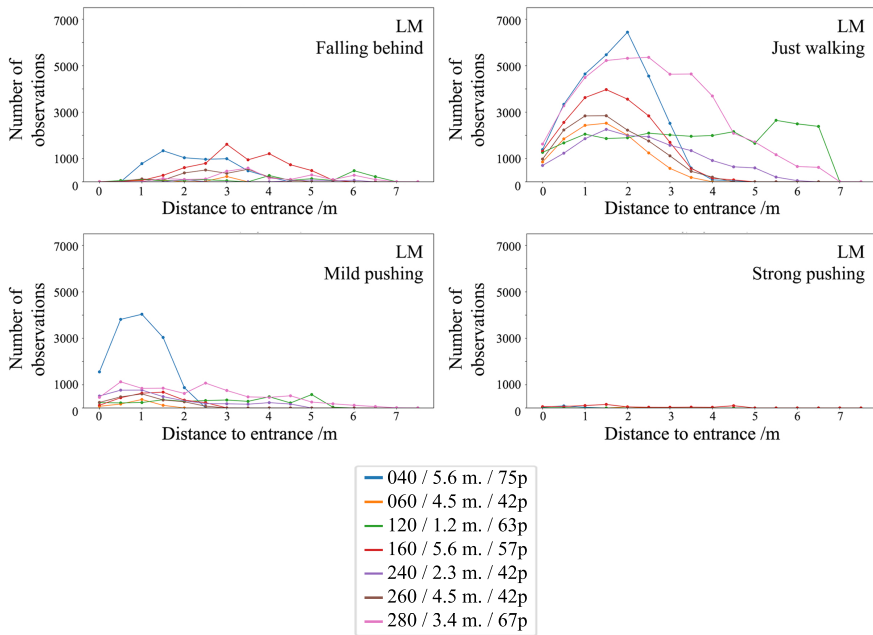 LM
Falling behind
Number of
observations
7000
5000
3000
1000
0
0 1 2 3 4 5 6 7
Distance to entrance /m
LM
Just walking
Number of
observations
7000
5000
3000
1000
0
0 1 2 3 4 5 6 7
Distance to entrance /m
LM
Mild pushing
Number of
observations
7000
5000
3000
1000
0
0 1 2 3 4 5 6 7
Distance to entrance /m
LM
Strong pushing
Number of
observations
7000
5000
3000
1000
0
0 1 2 3 4 5 6 7
Distance to entrance /m
040 / 5.6 m. / 75p
060 / 4.5 m. / 42p
120 / 1.2 m. / 63p
160 / 5.6 m. / 57p
240 / 2.3 m. / 42p
260 / 4.5 m. / 42p
280 / 3.4 m. / 67p